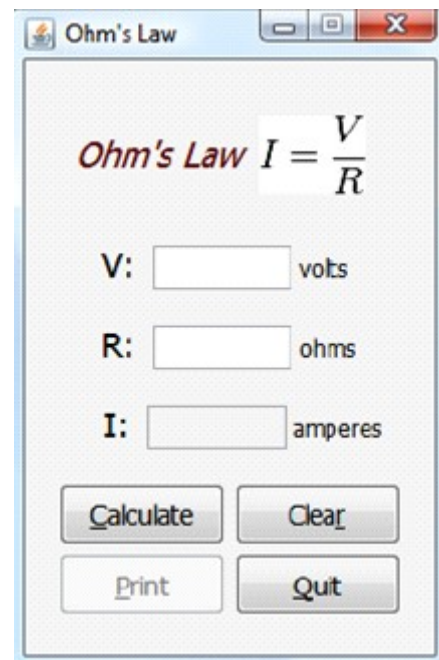 Ohm's Law
Ohm's Law I = V/R
V: volts
R: ohms
I: amperes
Calculate Clear
Print Quit